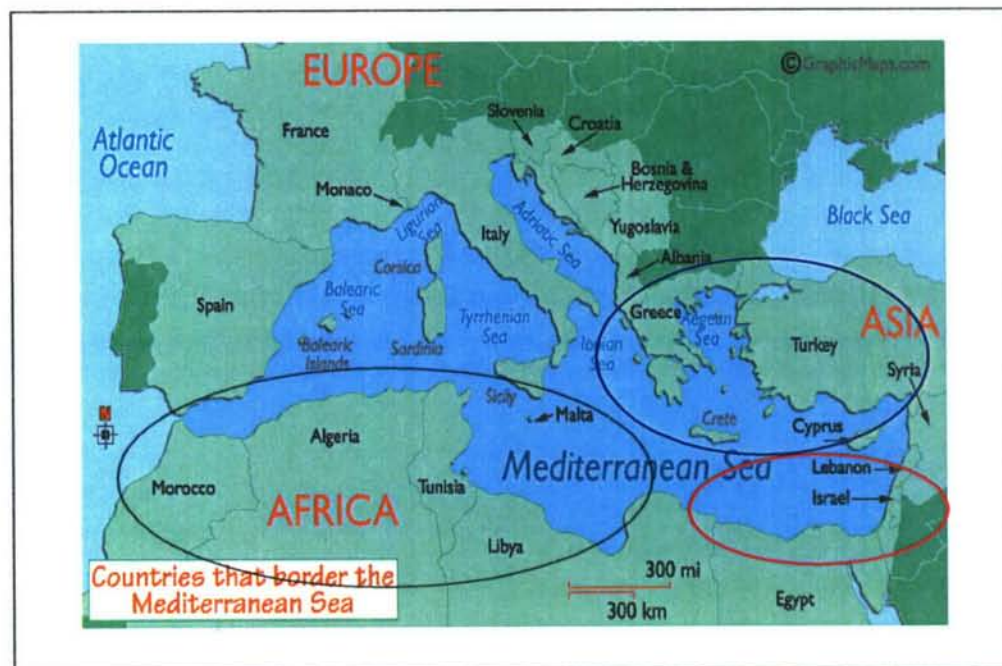 EUROPE
©GraphicMaps.com
Atlantic
Ocean
France
Slovenia
Croatia
Monaco
Ligurian
Sea
Bosnia &
Herzegovina
Black Sea
Italy
Adriatic Sea
Yugoslavia
Albania
Corsica
Spain
Balearic
Sea
Tyrrhenian
Sea
Ionian
Sea
Greece
Aegean
Sea
ASIA
Turkey
Balearic
Islands
Sardinia
Syria
N
Sicily
Malta
Crete
Cyprus
Algeria
Mediterranean Sea
Lebanon
Morocco
Tunisia
Israel
AFRICA
Libya
Countries that border the
Mediterranean Sea
300 mi
300 km
Egypt